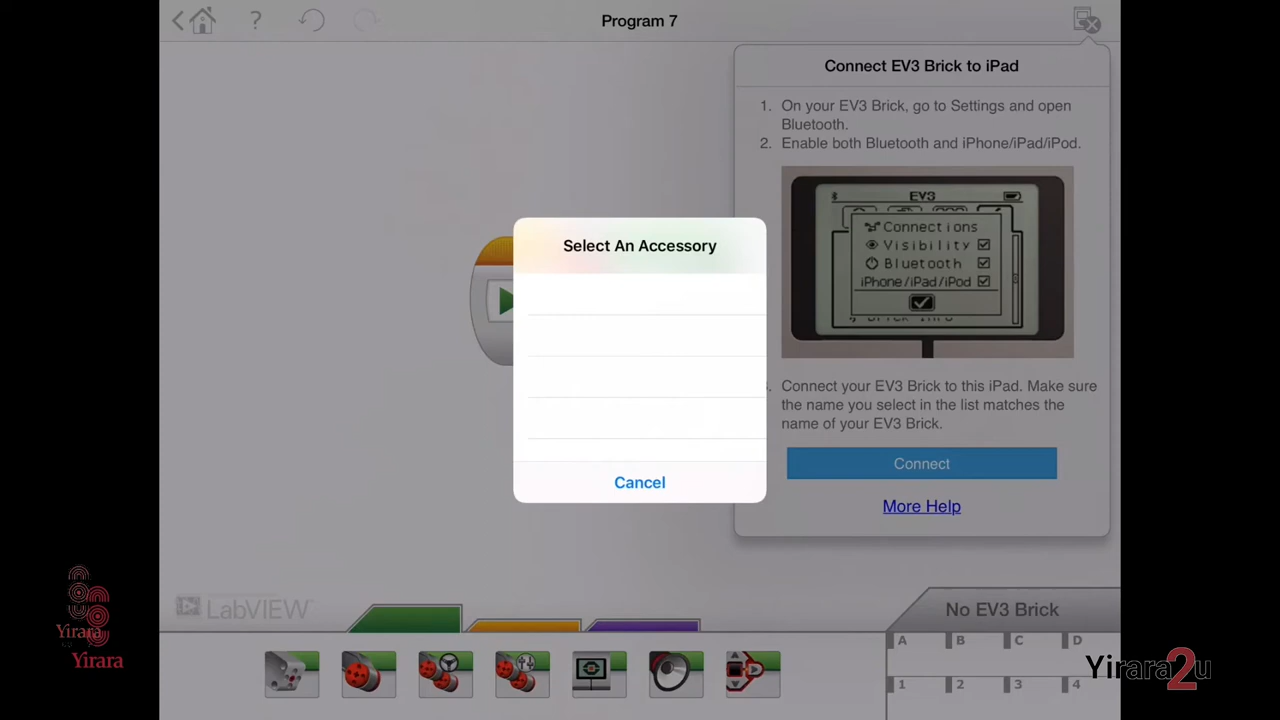 ?
Program 7
Connect EV3 Brick to iPad
1. On your EV3 Brick, go to Settings and open
Bluetooth.
2. Enable both Bluetooth and iPhone/iPad/iPod.
EV3
Connections
Visibility
Bluetooth
iPhone/iPad/iPod
Brick Info
Select An Accessory
Cancel
Connect your EV3 Brick to this iPad. Make sure
the name you select in the list matches the
name of your EV3 Brick.
Connect
More Help
LabVIEW
No EV3 Brick
A B C D
1 2 3 4
Yirara
Yirara
Yirara2u